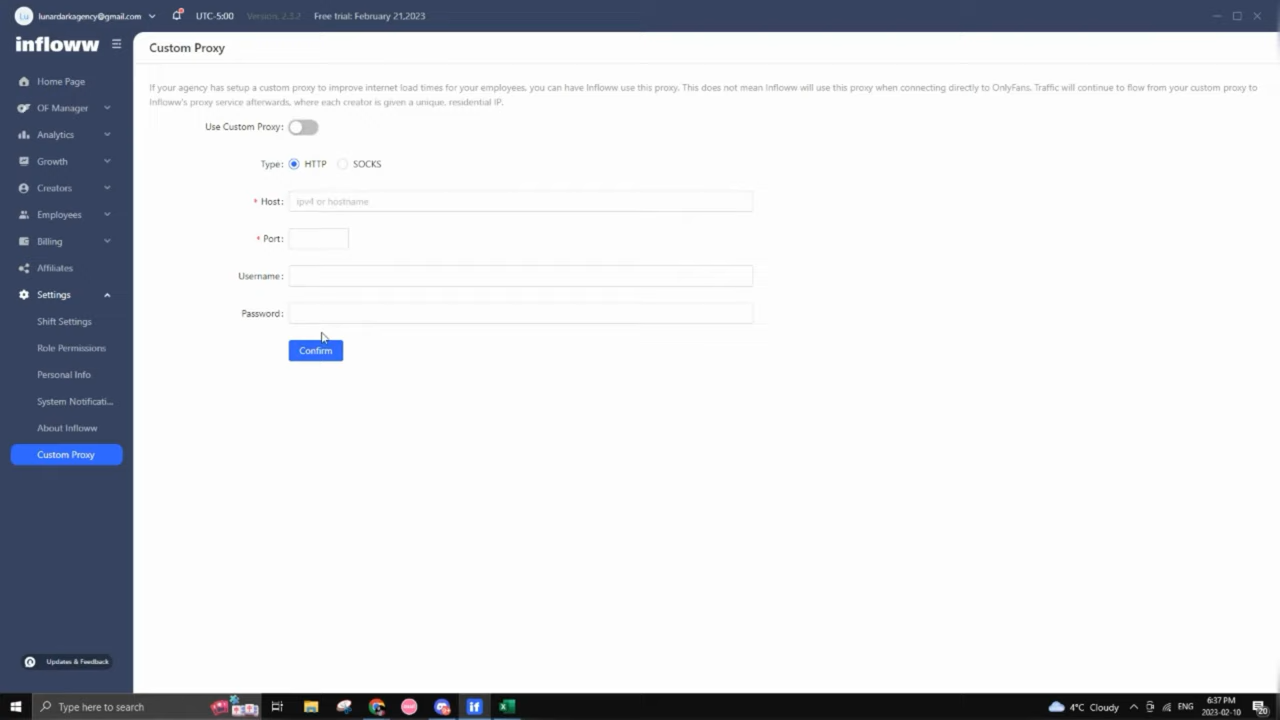 Lu lunardarkagency@gmail.com UTC-5:00 Version: 2.3.2 Free trial: February 21,2023
infloww
Custom Proxy
Home Page
OF Manager
Analytics
Growth
Creators
Employees
Billing
Affiliates
Settings
Shift Settings
Role Permissions
Personal Info
System Notificati...
About Infloww
Custom Proxy
Updates & Feedback
If your agency has setup a custom proxy to improve internet load times for your employees, you can have Infloww use this proxy. This does not mean Infloww will use this proxy when connecting directly to OnlyFans. Traffic will continue to flow from your custom proxy to
Infloww's proxy service afterwards, where each creator is given a unique, residential IP.
Use Custom Proxy:
Type: HTTP SOCKS
* Host: ipv4 or hostname
* Port:
Username:
Password:
Confirm
Type here to search
if
4°C Cloudy
ENG
6:37 PM
2023-02-10
20